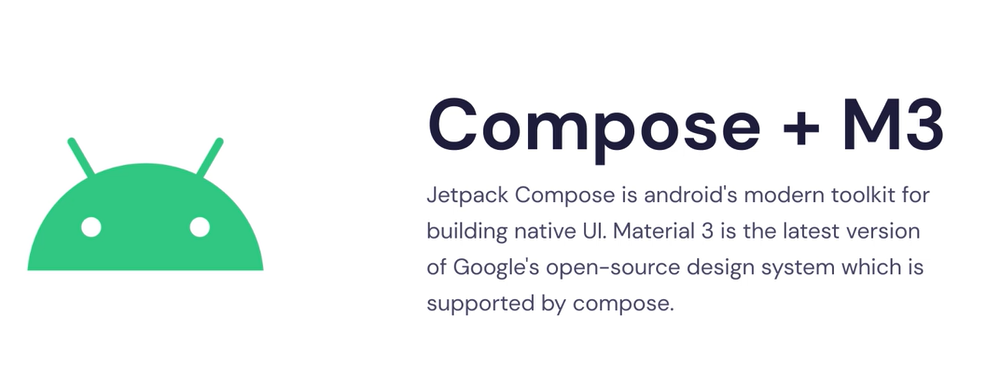 Compose + M3
Jetpack Compose is android's modern toolkit for
building native UI. Material 3 is the latest version
of Google's open-source design system which is
supported by compose.